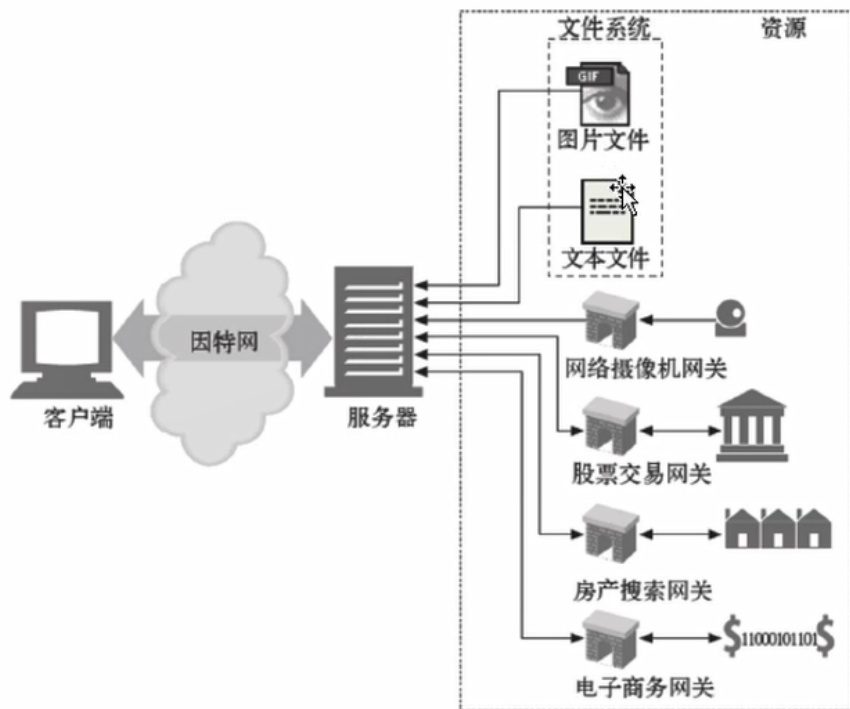 文件系统
资源
GIF
图片文件
文本文件
因特网
客户端
服务器
网络摄像机网关
股票交易网关
房产搜索网关
$11000101101$
电子商务网关